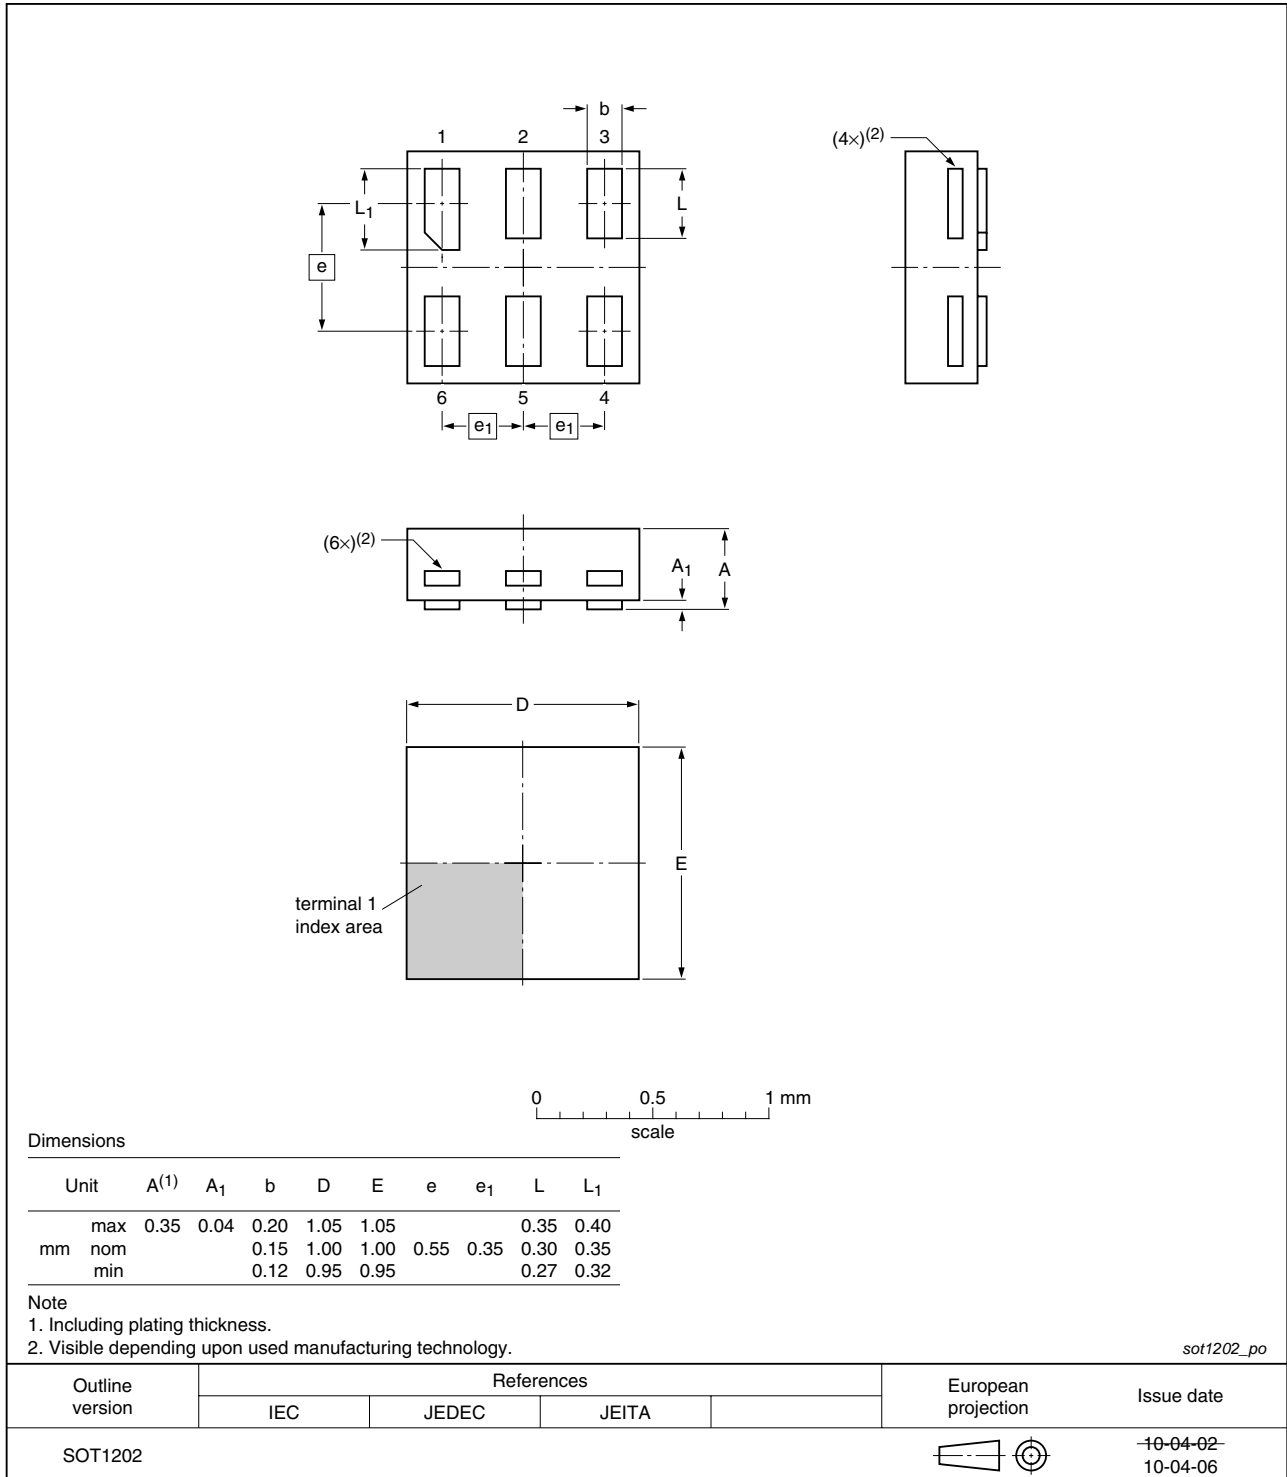 b
1 2 3
(4×)(2)
L1
L
e
6 5 4
e1 e1
(6×)(2)
A1 A
D
E
terminal 1
index area
0 0.5 1 mm
scale
Dimensions
Unit A(1) A1 b D E e e1 L L1
max 0.35 0.04 0.20 1.05 1.05 0.35 0.40
mm nom 0.15 1.00 1.00 0.55 0.35 0.30 0.35
min 0.12 0.95 0.95 0.27 0.32
Note
1. Including plating thickness.
2. Visible depending upon used manufacturing technology.
sot1202_po
Outline
version
References
IEC JEDEC JEITA
European
projection
Issue date
SOT1202
10-04-02
10-04-06